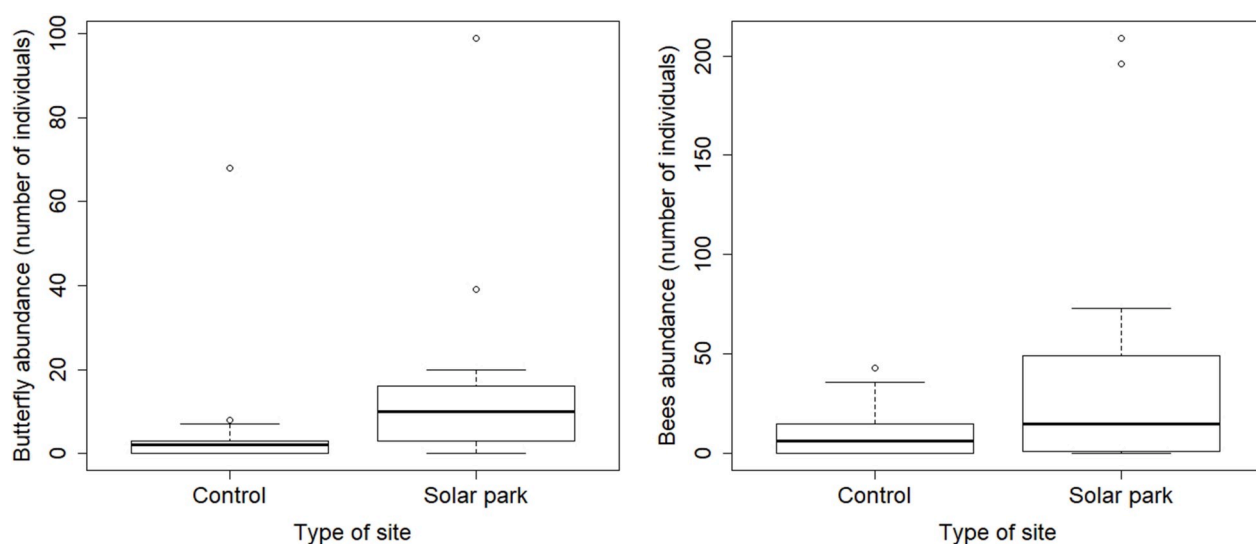 Butterfly abundance (number of individuals)
100
80
60
40
20
0
Control
Solar park
Type of site
Bees abundance (number of individuals)
200
150
100
50
0
Control
Solar park
Type of site